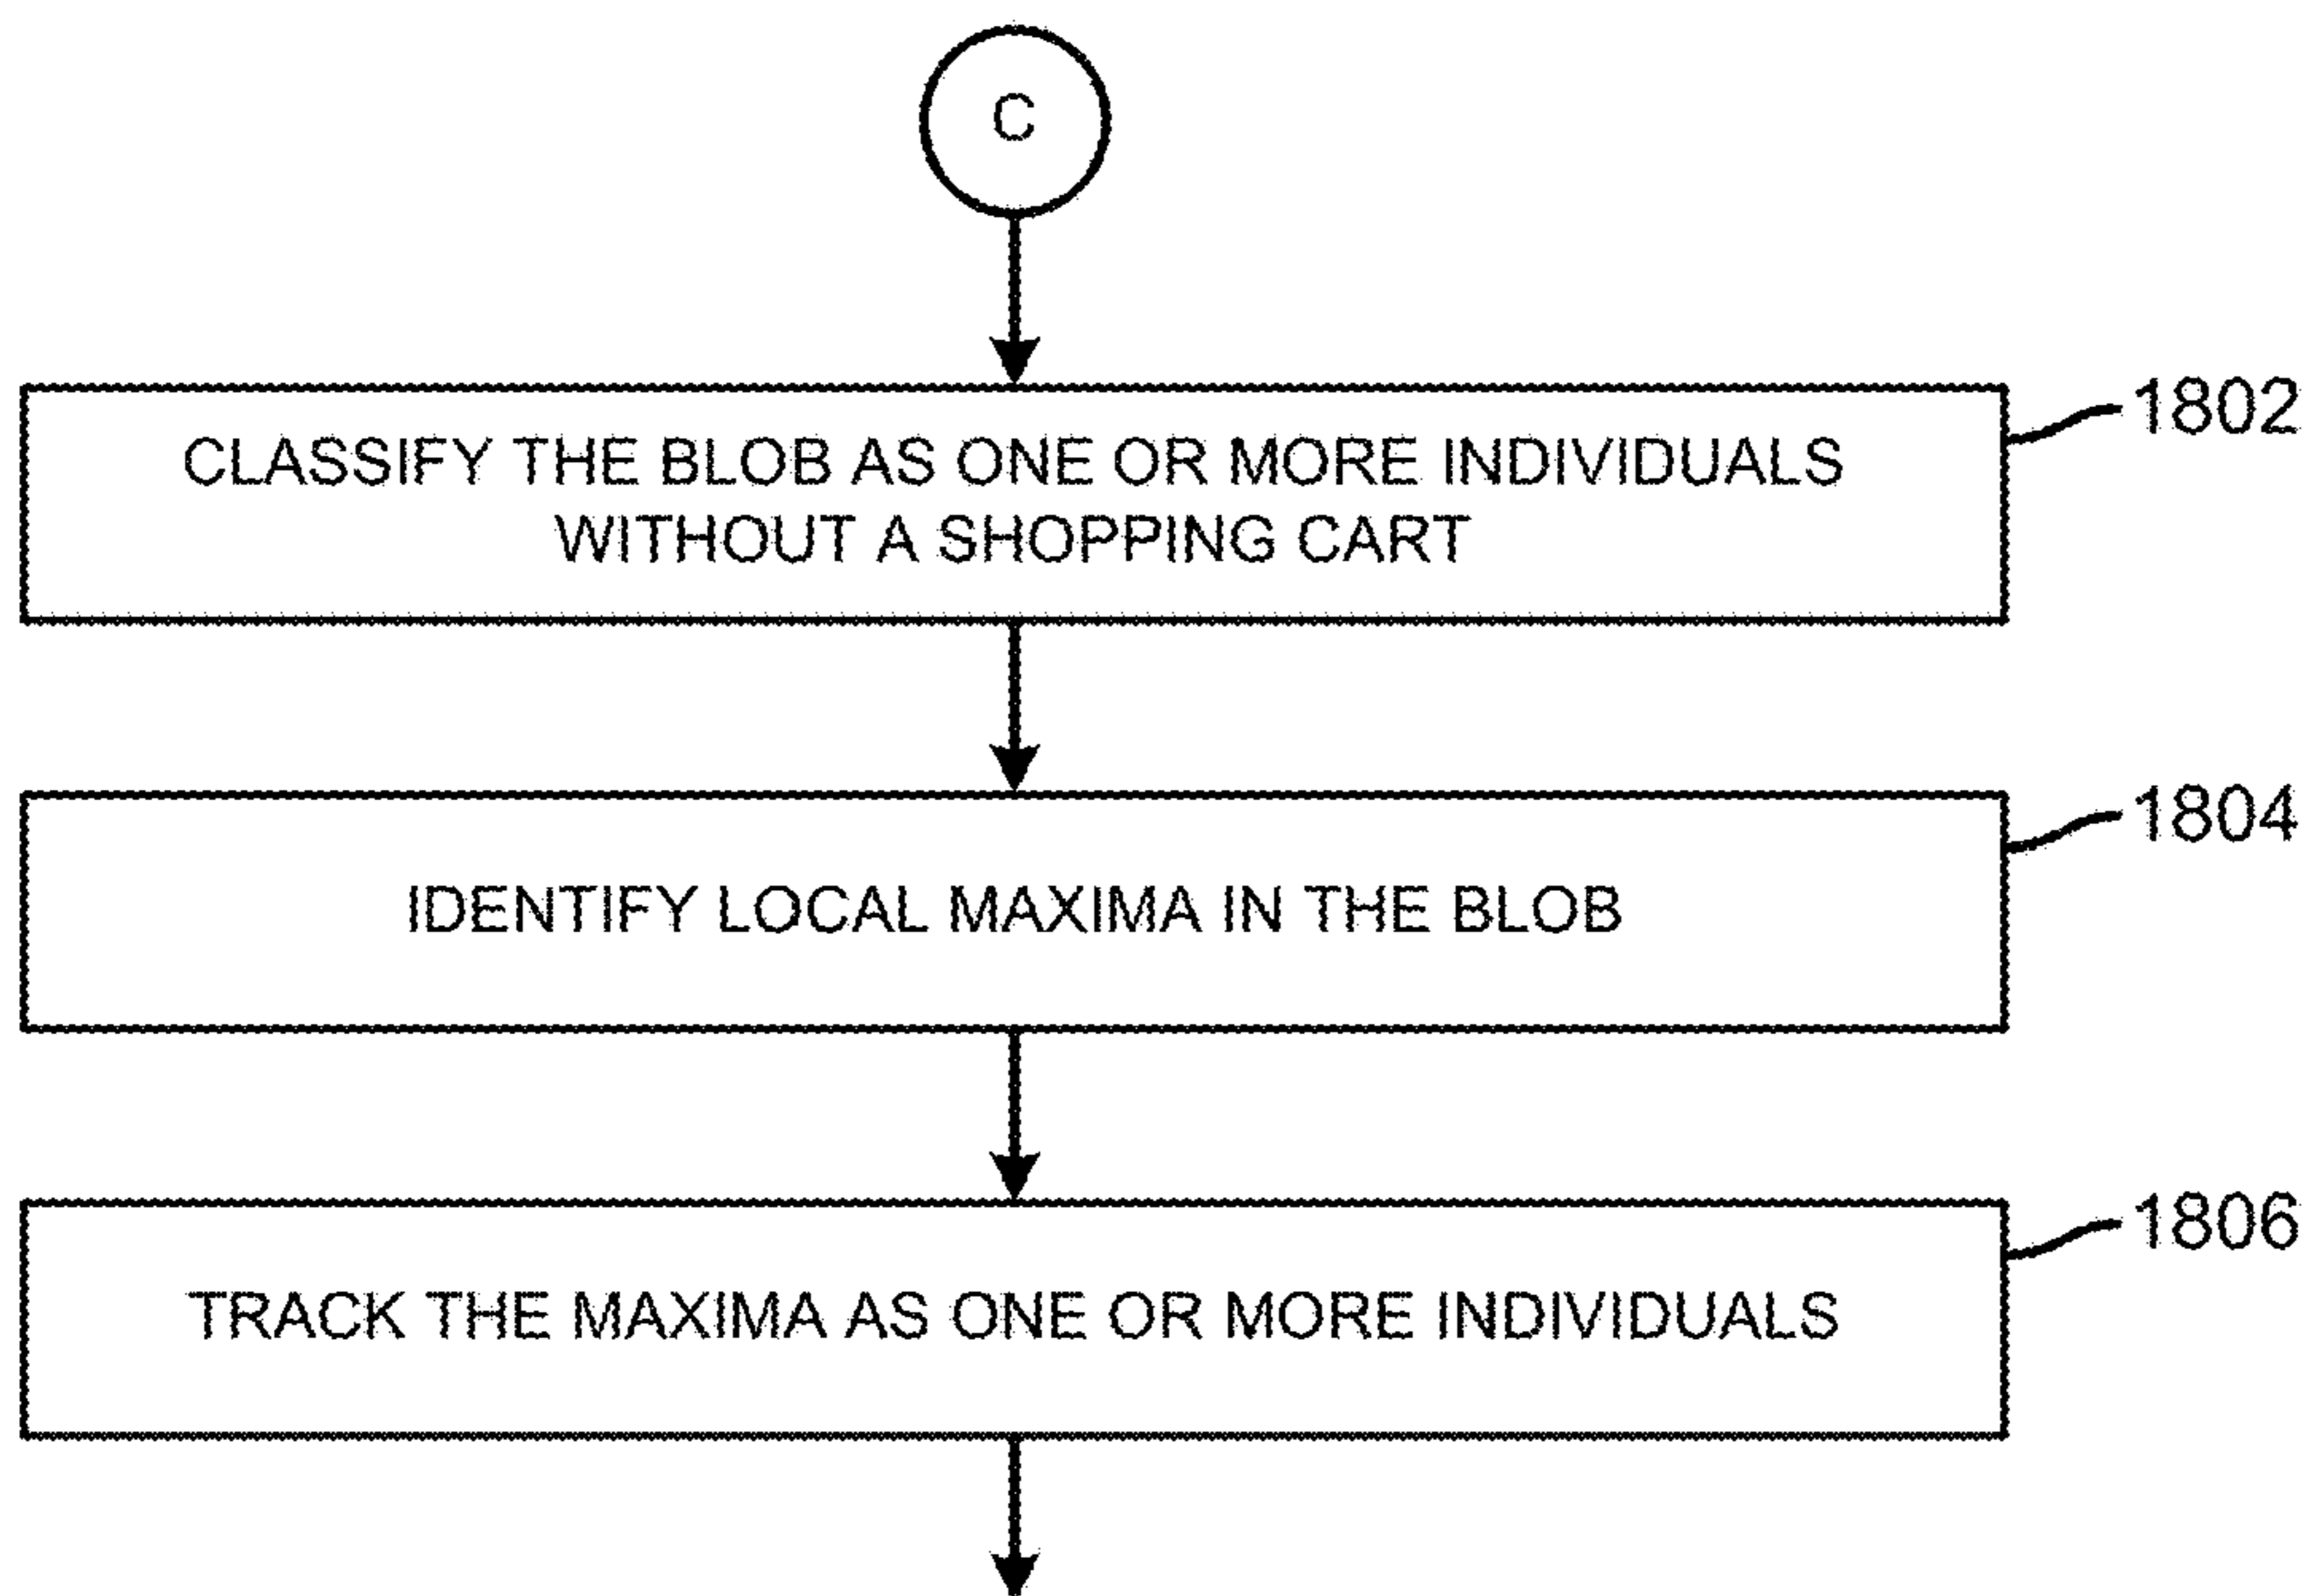 C
1802
CLASSIFY THE BLOB AS ONE OR MORE INDIVIDUALS
WITHOUT A SHOPPING CART
1804
IDENTIFY LOCAL MAXIMA IN THE BLOB
1806
TRACK THE MAXIMA AS ONE OR MORE INDIVIDUALS